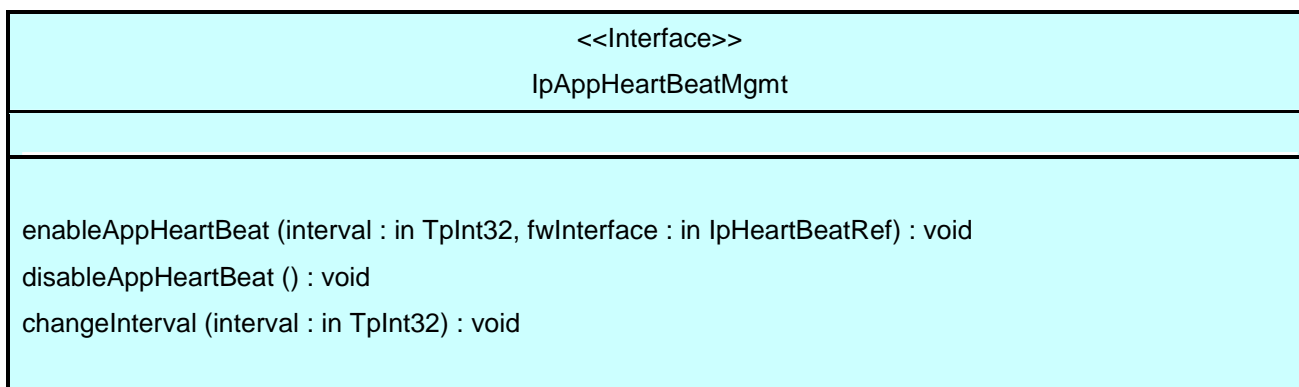 <<Interface>>
IpAppHeartBeatMgmt
enableAppHeartBeat (interval : in TpInt32, fwInterface : in IpHeartBeatRef) : void
disableAppHeartBeat () : void
changeInterval (interval : in TpInt32) : void